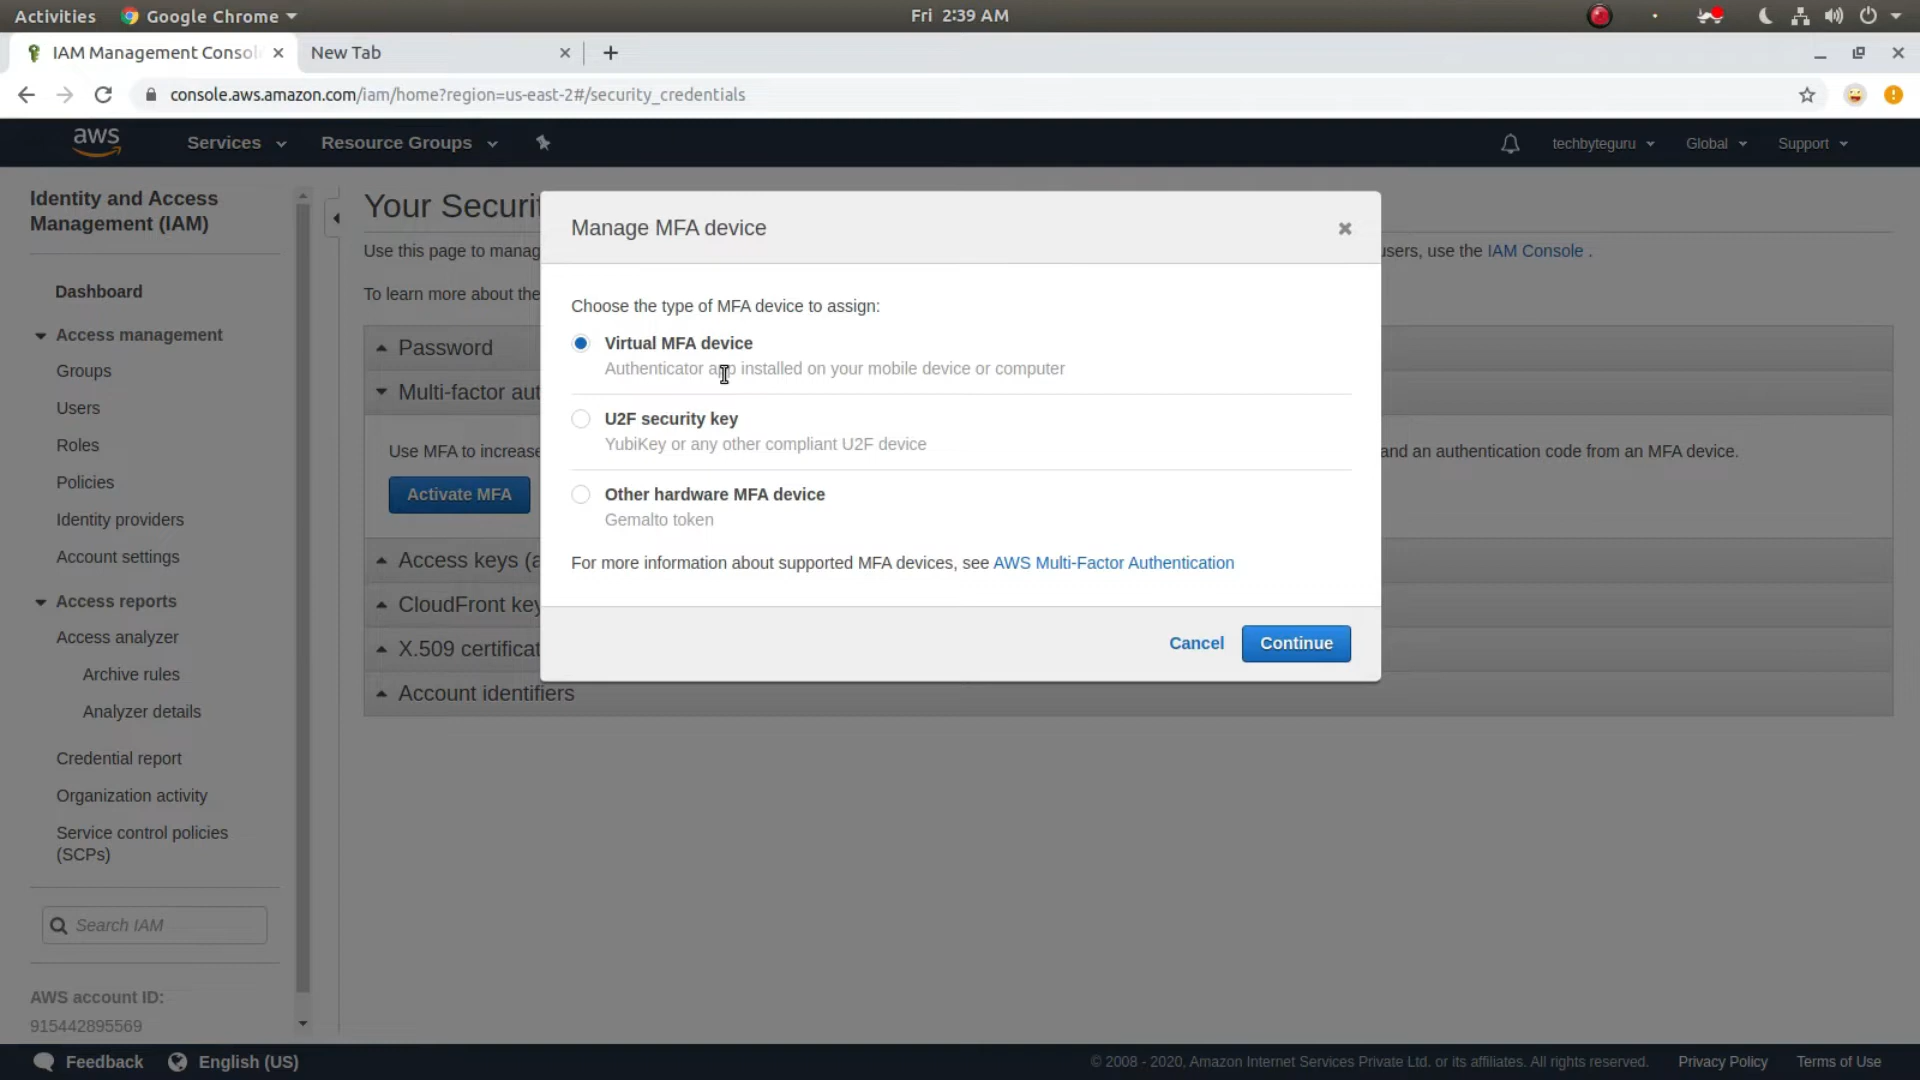 Activities
Google Chrome
Fri 2:39 AM
IAM Management Consol
New Tab
console.aws.amazon.com/iam/home?region=us-east-2#/security_credentials
aws
Services
Resource Groups
techbyteguru
Global
Support
Identity and Access
Management (IAM)
Dashboard
Access management
Groups
Users
Roles
Policies
Identity providers
Account settings
Access reports
Access analyzer
Archive rules
Analyzer details
Credential report
Organization activity
Service control policies
(SCPs)
Search IAM
AWS account ID:
915442895569
Your Securit
Use this page to manag
users, use the IAM Console .
To learn more about the
Password
Multi-factor aut
Use MFA to increase
and an authentication code from an MFA device.
Activate MFA
Access keys (a
CloudFront key
X.509 certificat
Account identifiers
Manage MFA device
Choose the type of MFA device to assign:
Virtual MFA device
Authenticator app installed on your mobile device or computer
U2F security key
YubiKey or any other compliant U2F device
Other hardware MFA device
Gemalto token
For more information about supported MFA devices, see AWS Multi-Factor Authentication
Cancel
Continue
Feedback
English (US)
© 2008 - 2020, Amazon Internet Services Private Ltd. or its affiliates. All rights reserved.
Privacy Policy
Terms of Use